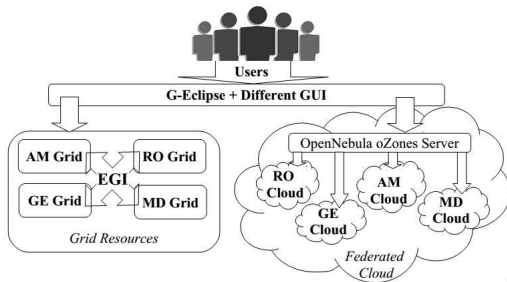 Users
G-Eclipse + Different GUI
AM Grid
RO Grid
EGI
GE Grid
MD Grid
Grid Resources
OpenNebula oZones Server
RO
Cloud
GE
Cloud
AM
Cloud
MD
Cloud
Federated
Cloud